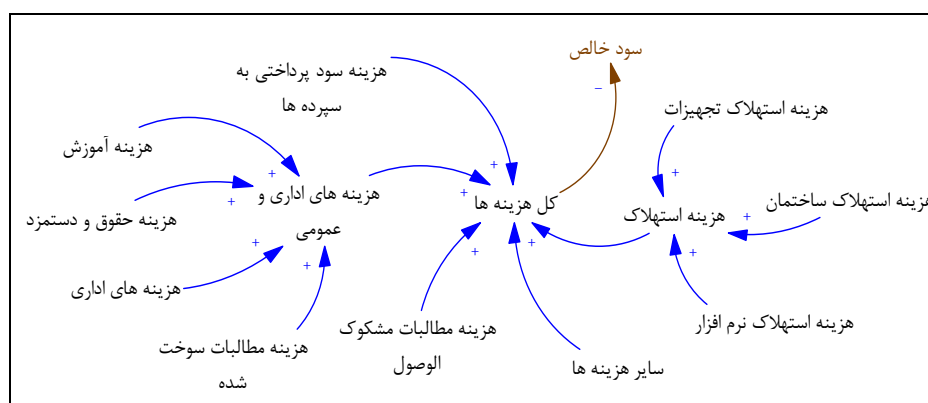 سود خالص
هزینه سود پرداختی به
سپرده ها
هزینه استهلاک تجهیزات
هزینه آموزش
هزینه های اداری و
عمومی
کل هزینه ها
هزینه استهلاک
هزینه استهلاک ساختمان
هزینه حقوق و دستمزد
هزینه های اداری
هزینه مطالبات سوخت
شده
هزینه مطالبات مشکوک
الوصول
سایر هزینه ها
هزینه استهلاک نرم افزار